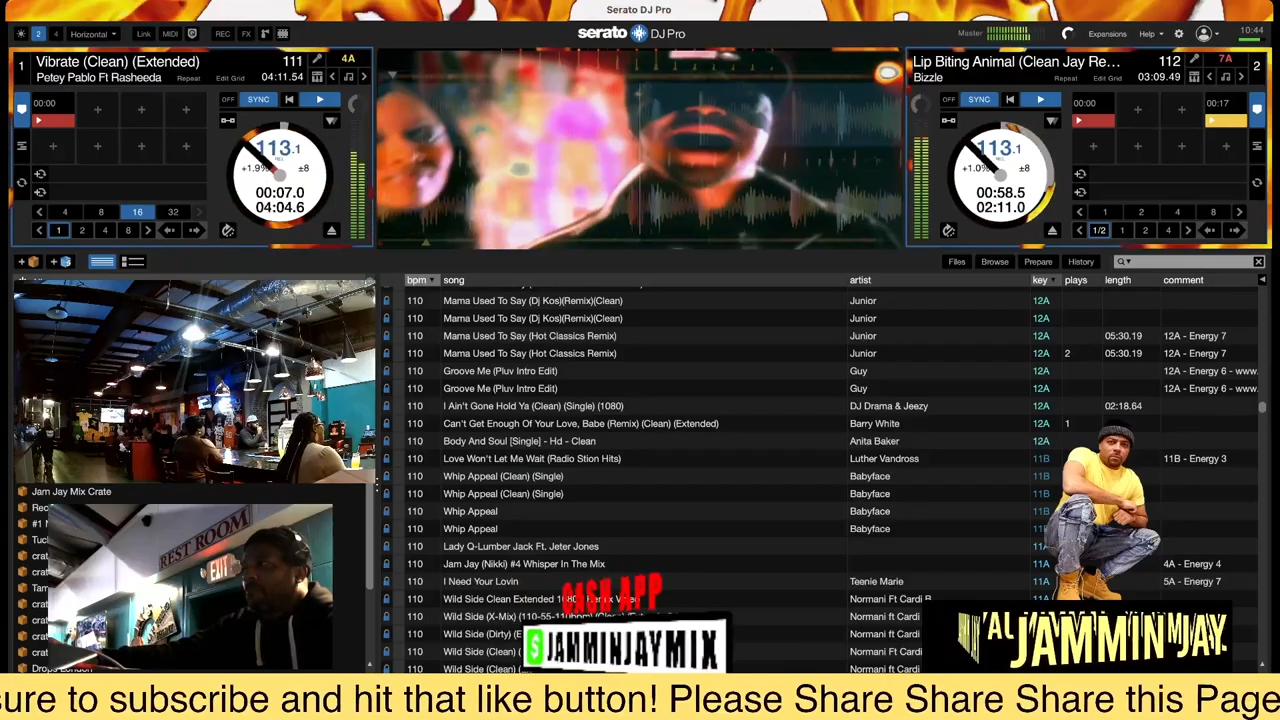 Serato DJ Pro
2 4 Horizontal Link MIDI REC FX
serato DJ Pro
Master Expansions Help 10:44
1 Vibrate (Clean) (Extended) 111 4A
Petey Pablo Ft Rasheeda Repeat Edit Grid 04:11.54
00:00
OFF SYNC
113.1
+1.9% ±8
00:07.0
04:04.6
4 8 16 32
1 2 4 8
Lip Biting Animal (Clean Jay Re… 112 7A 2
Bizzle Repeat Edit Grid 03:09.49
OFF SYNC
00:00 00:17
113.1
+1.0% ±8
00:58.5
02:11.0
1 2 4 8
1/2 1 2 4
Files Browse Prepare History
bpm song artist key plays length comment
110 Mama Used To Say (Dj Kos)(Remix)(Clean) Junior 12A
110 Mama Used To Say (Dj Kos)(Remix)(Clean) Junior 12A
110 Mama Used To Say (Hot Classics Remix) Junior 12A 05:30.19 12A - Energy 7
110 Mama Used To Say (Hot Classics Remix) Junior 12A 2 05:30.19 12A - Energy 7
110 Groove Me (Pluv Intro Edit) Guy 12A 12A - Energy 6 - www.
110 Groove Me (Pluv Intro Edit) Guy 12A 12A - Energy 6 - www.
110 I Ain't Gone Hold Ya (Clean) (Single) (1080) DJ Drama & Jeezy 12A 02:18.64
110 Can't Get Enough Of Your Love, Babe (Remix) (Clean) (Extended) Barry White 12A 1
110 Body And Soul [Single] - Hd - Clean Anita Baker 12A
110 Love Won't Let Me Wait (Radio Stion Hits) Luther Vandross 11B 11B - Energy 3
110 Whip Appeal (Clean) (Single) Babyface 11B
110 Whip Appeal (Clean) (Single) Babyface 11B
110 Whip Appeal Babyface 11B
110 Whip Appeal Babyface
110 Lady Q-Lumber Jack Ft. Jeter Jones
110 Jam Jay (Nikki) #4 Whisper In The Mix 11A 4A - Energy 4
110 I Need Your Lovin Teenie Marie 11A 5A - Energy 7
110 Wild Side Clean Extended Normani Ft Cardi B
110 Wild Side (X-Mix) Normani ft Cardi
110 Wild Side (Dirty) Normani ft Cardi
110 Wild Side (Clean) Normani ft Cardi
110 Wild Side (Clean) Normani ft Cardi
Jam Jay Mix Crate
REST ROOM
EXIT
CASH APP
$ JAMMINJAYMIX
JAMMIN JAY.
sure to subscribe and hit that like button! Please Share Share Share this Page